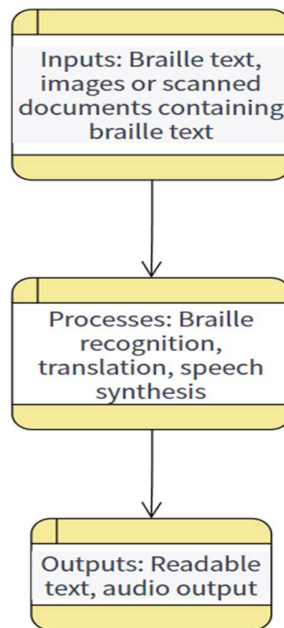 Inputs: Braille text,
images or scanned
documents containing
braille text
Processes: Braille
recognition,
translation, speech
synthesis
Outputs: Readable
text, audio output